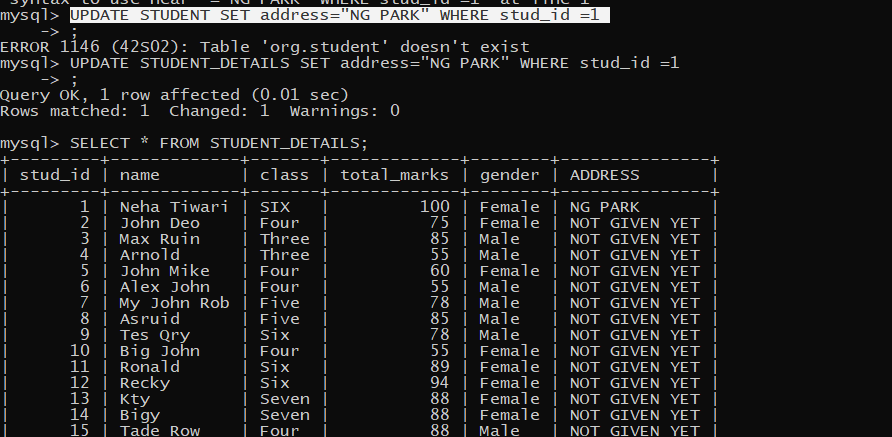 syntax to use near = "NG PARK" WHERE stud_id =1' at line 1
mysql> UPDATE STUDENT SET address="NG PARK" WHERE stud_id =1
    -> ;
ERROR 1146 (42S02): Table 'org.student' doesn't exist
mysql> UPDATE STUDENT_DETAILS SET address="NG PARK" WHERE stud_id =1
    -> ;
Query OK, 1 row affected (0.01 sec)
Rows matched: 1  Changed: 1  Warnings: 0
mysql> SELECT * FROM STUDENT_DETAILS;
+---------+-------------+-------+-------------+--------+---------------+
| stud_id | name        | class | total_marks | gender | ADDRESS       |
+---------+-------------+-------+-------------+--------+---------------+
|       1 | Neha Tiwari | SIX   |         100 | Female | NG PARK       |
|       2 | John Deo    | Four  |          75 | Female | NOT GIVEN YET |
|       3 | Max Ruin    | Three |          85 | Male   | NOT GIVEN YET |
|       4 | Arnold      | Three |          55 | Male   | NOT GIVEN YET |
|       5 | John Mike   | Four  |          60 | Female | NOT GIVEN YET |
|       6 | Alex John   | Four  |          55 | Male   | NOT GIVEN YET |
|       7 | My John Rob | Five  |          78 | Male   | NOT GIVEN YET |
|       8 | Asruid      | Five  |          85 | Male   | NOT GIVEN YET |
|       9 | Tes Qry     | Six   |          78 | Male   | NOT GIVEN YET |
|      10 | Big John    | Four  |          55 | Female | NOT GIVEN YET |
|      11 | Ronald      | Six   |          89 | Female | NOT GIVEN YET |
|      12 | Recky       | Six   |          94 | Female | NOT GIVEN YET |
|      13 | Kty         | Seven |          88 | Female | NOT GIVEN YET |
|      14 | Bigy        | Seven |          88 | Female | NOT GIVEN YET |
|      15 | Tade Row    | Four  |          88 | Male   | NOT GIVEN YET |